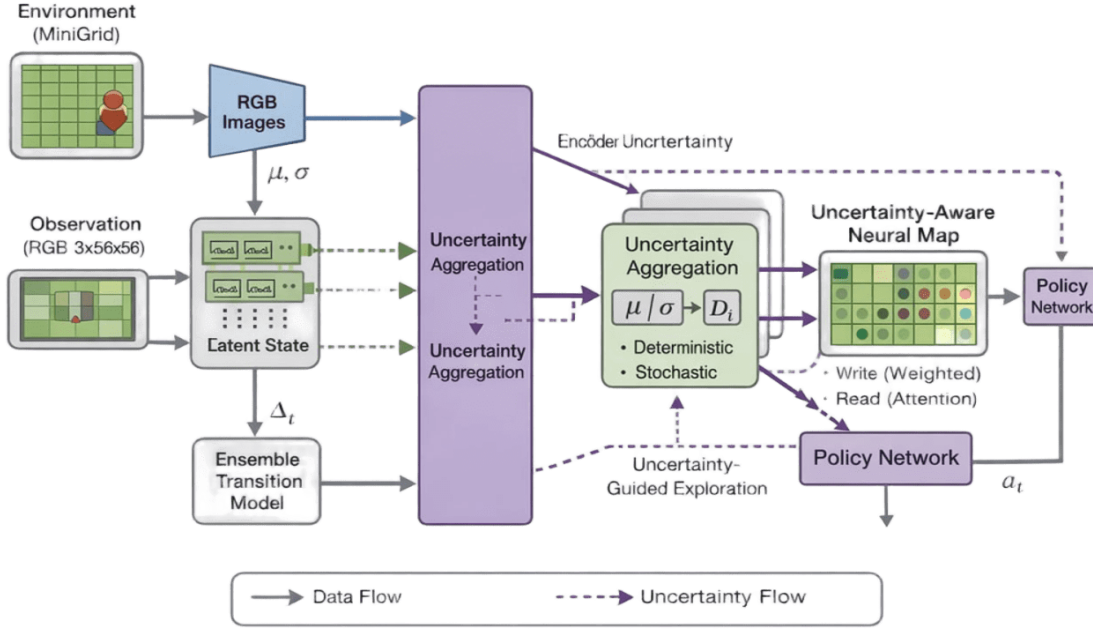 Environment
(MiniGrid)
RGB
Images
μ, σ
Observation
(RGB 3x56x56)
Latent State
Δt
Ensemble
Transition
Model
Uncertainty
Aggregation
Uncertainty
Aggregation
Encöder Uncrtertainty
Uncertainty
Aggregation
μ | σ
Di
• Deterministic
• Stochastic
Uncertainty-Aware
Neural Map
Policy
Network
• Write (Weighted)
• Read (Attention)
Uncertainty-
Guided Exploration
Policy Network
at
Data Flow
Uncertainty Flow